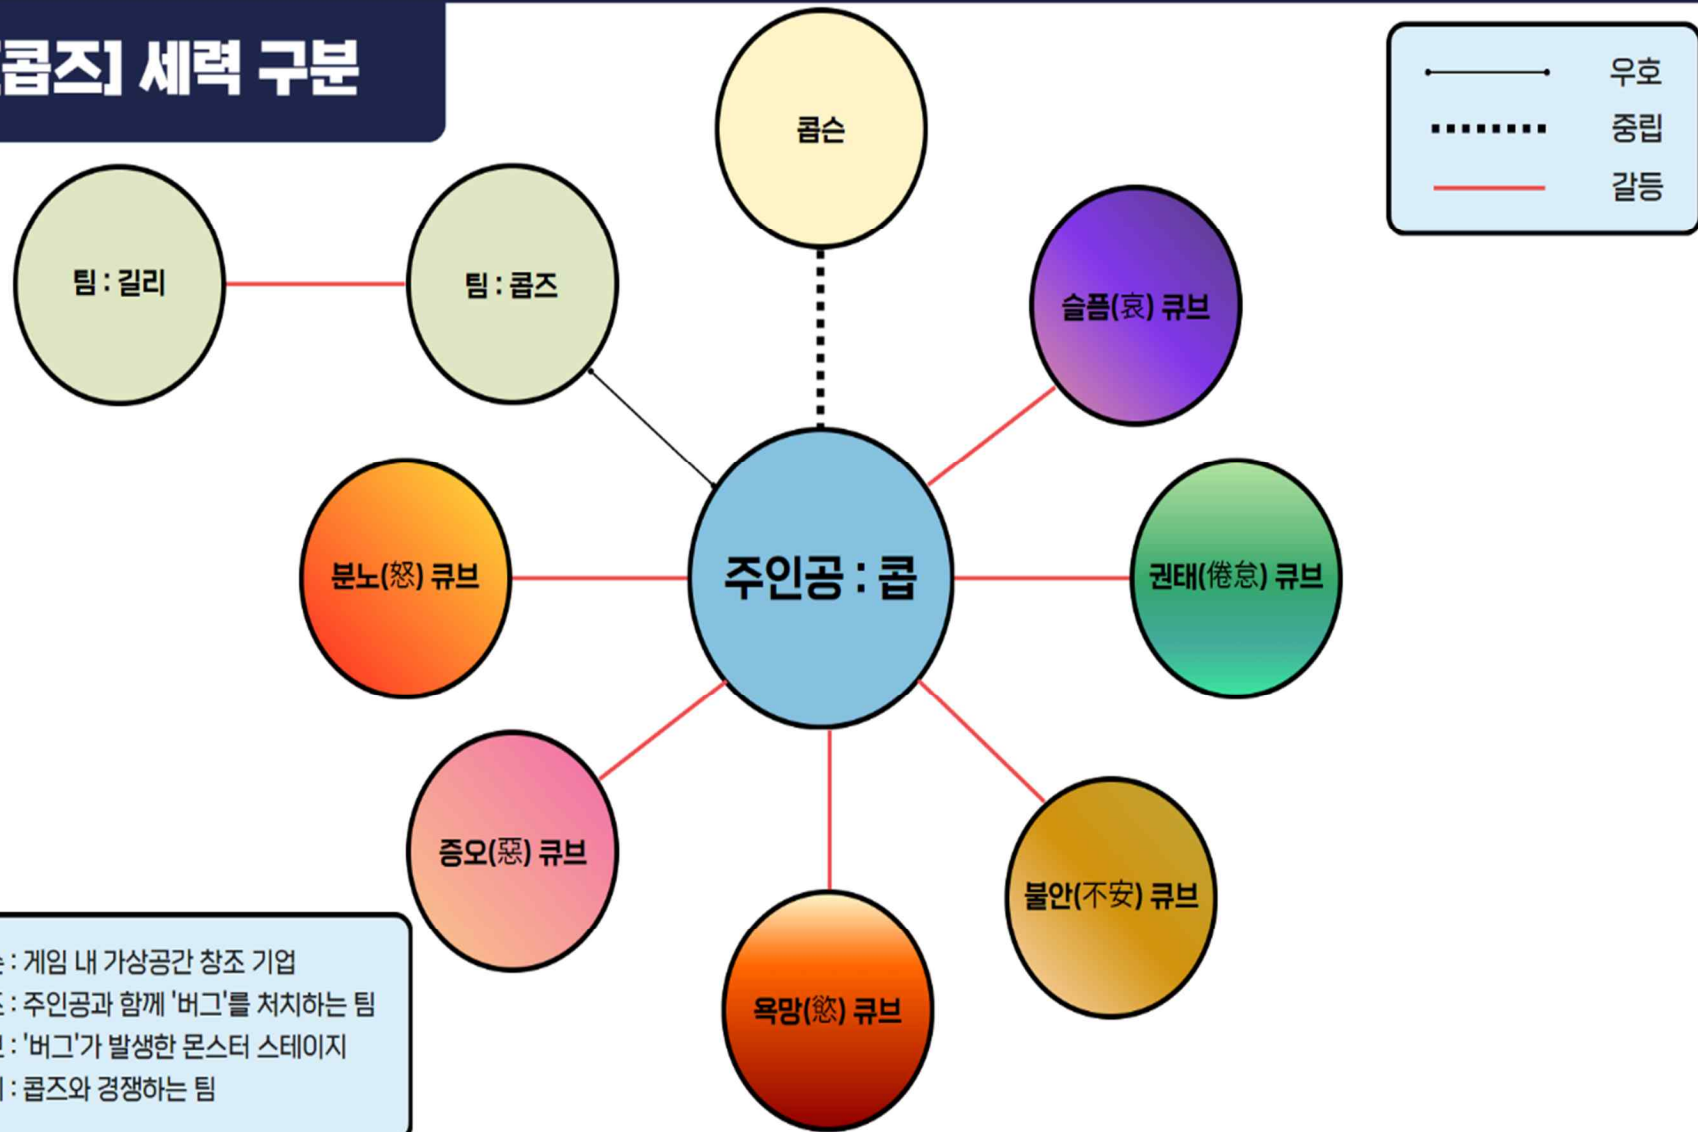 콥즈] 세력 구분
우호
중립
갈등
콥슨
팀 : 길리
팀 : 콥즈
슬픔(哀) 큐브
분노(怒) 큐브
주인공 : 콥
권태(倦怠) 큐브
증오(惡) 큐브
불안(不安) 큐브
욕망(慾) 큐브
: 게임 내 가상공간 창조 기업
: 주인공과 함께 '버그'를 처치하는 팀
: '버그'가 발생한 몬스터 스테이지
: 콥즈와 경쟁하는 팀